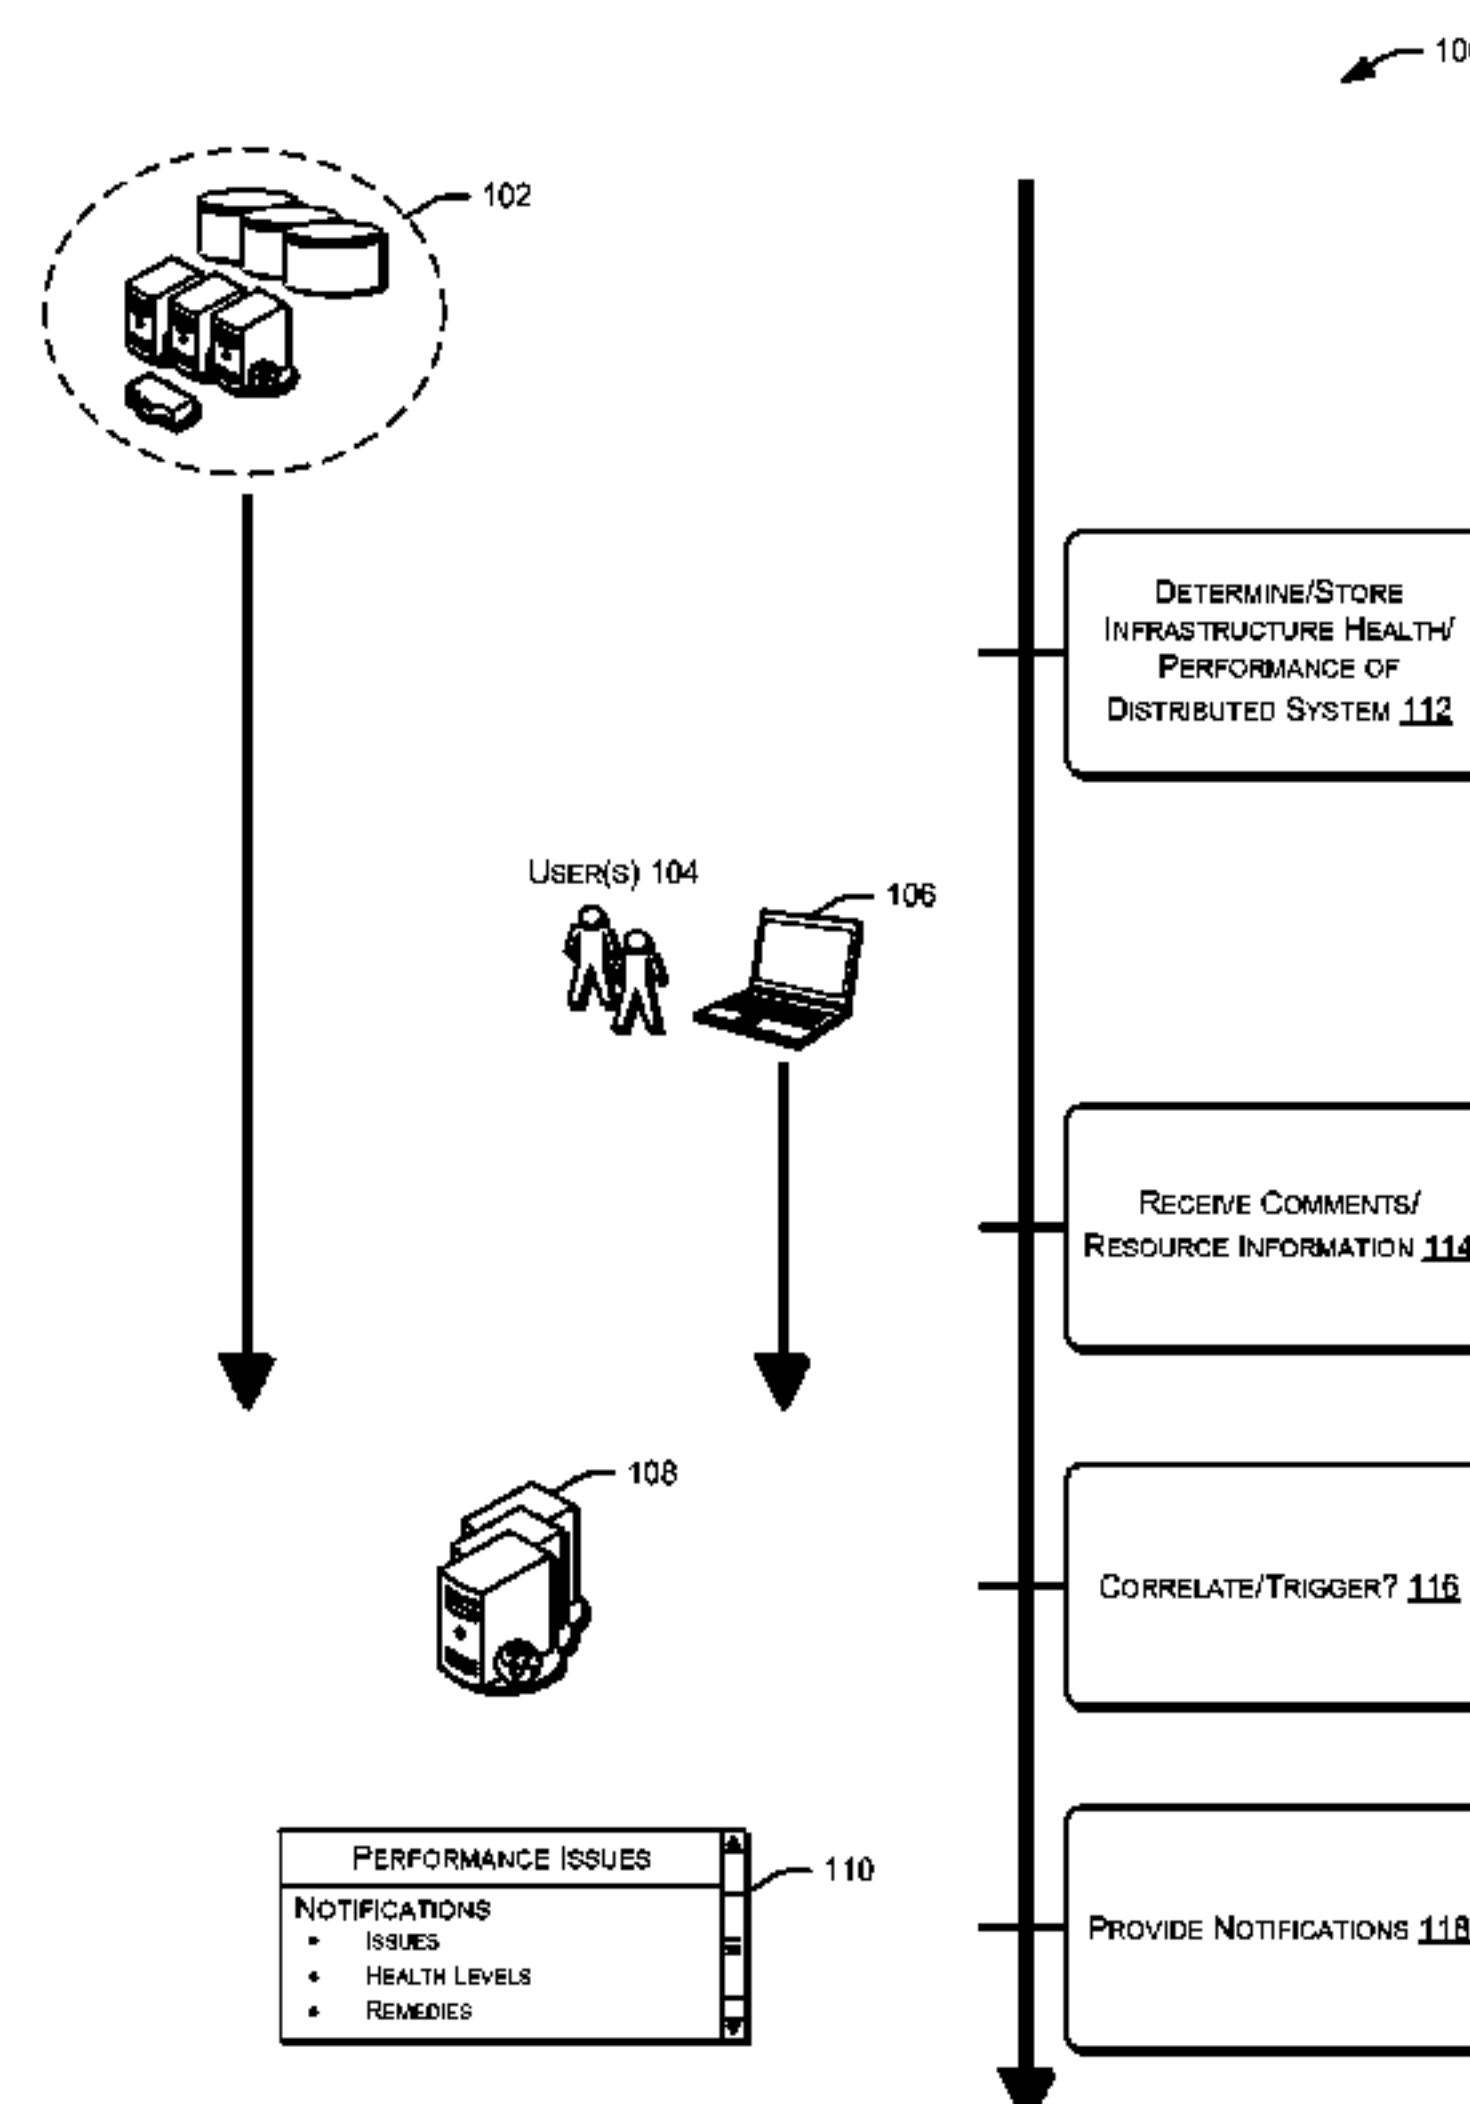 102
DETERMINE/STORE
INFRASTRUCTURE HEALTH/
PERFORMANCE OF
DISTRIBUTED SYSTEM 112
USER(S) 104
106
RECEIVE COMMENTS/
RESOURCE INFORMATION 114
108
CORRELATE/TRIGGER? 116
PERFORMANCE ISSUES
110
NOTIFICATIONS
• ISSUES
• HEALTH LEVELS
• REMEDIES
PROVIDE NOTIFICATIONS 118